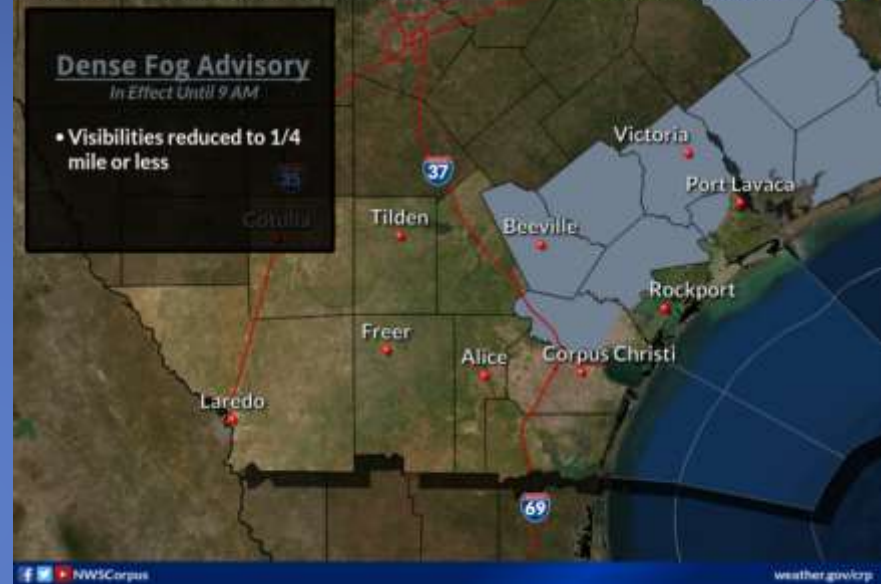 Dense Fog Advisory
In Effect Until 9 AM
• Visibilities reduced to 1/4
mile or less
35
37
Victoria
Port Lavaca
Cotulla
Tilden
Beeville
Rockport
Freer
Alice
Corpus Christi
Laredo
69
NWSCorpus
weather.gov/crp